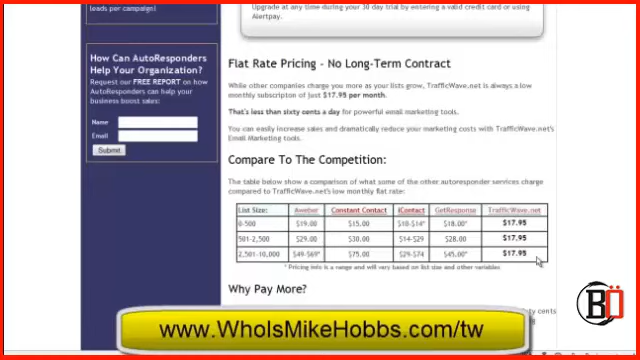 (leads per campaign)
Upgrade at any time during your 30 day trial by entering a valid credit card or using
Alertpay.
How Can AutoResponders
Help Your Organization?
Request our FREE REPORT on how
AutoResponders can help your
business boost sales:
Name
Email
Submit
Flat Rate Pricing - No Long-Term Contract
While other companies charge you more as your lists grow, TrafficWave.net is always a low
monthly subscripton of just $17.95 per month.
That's less than sixty cents a day for powerful email marketing tools.
You can easily increase sales and dramatically reduce your marketing costs with TrafficWave.net's
Email Marketing tools.
Compare To The Competition:
The table below show a comparison of what some of the other autoresponder services charge
compared to TrafficWave.net's low monthly flat rate:
List Size: Aweber Constant Contact IContact GetResponse TrafficWave.net
0-500 $19.00 $15.00 $10-$14* $18.00* $17.95
501-2,500 $29.00 $30.00 $14-$29 $28.00 $17.95
2,501-10,000 $49-$69* $75.00 $29-$74 $45.00* $17.95
* Pricing info is a range and will vary based on list size and other variables
Why Pay More?
cents
www.WhoIsMikeHobbs.com/tw
BÖ